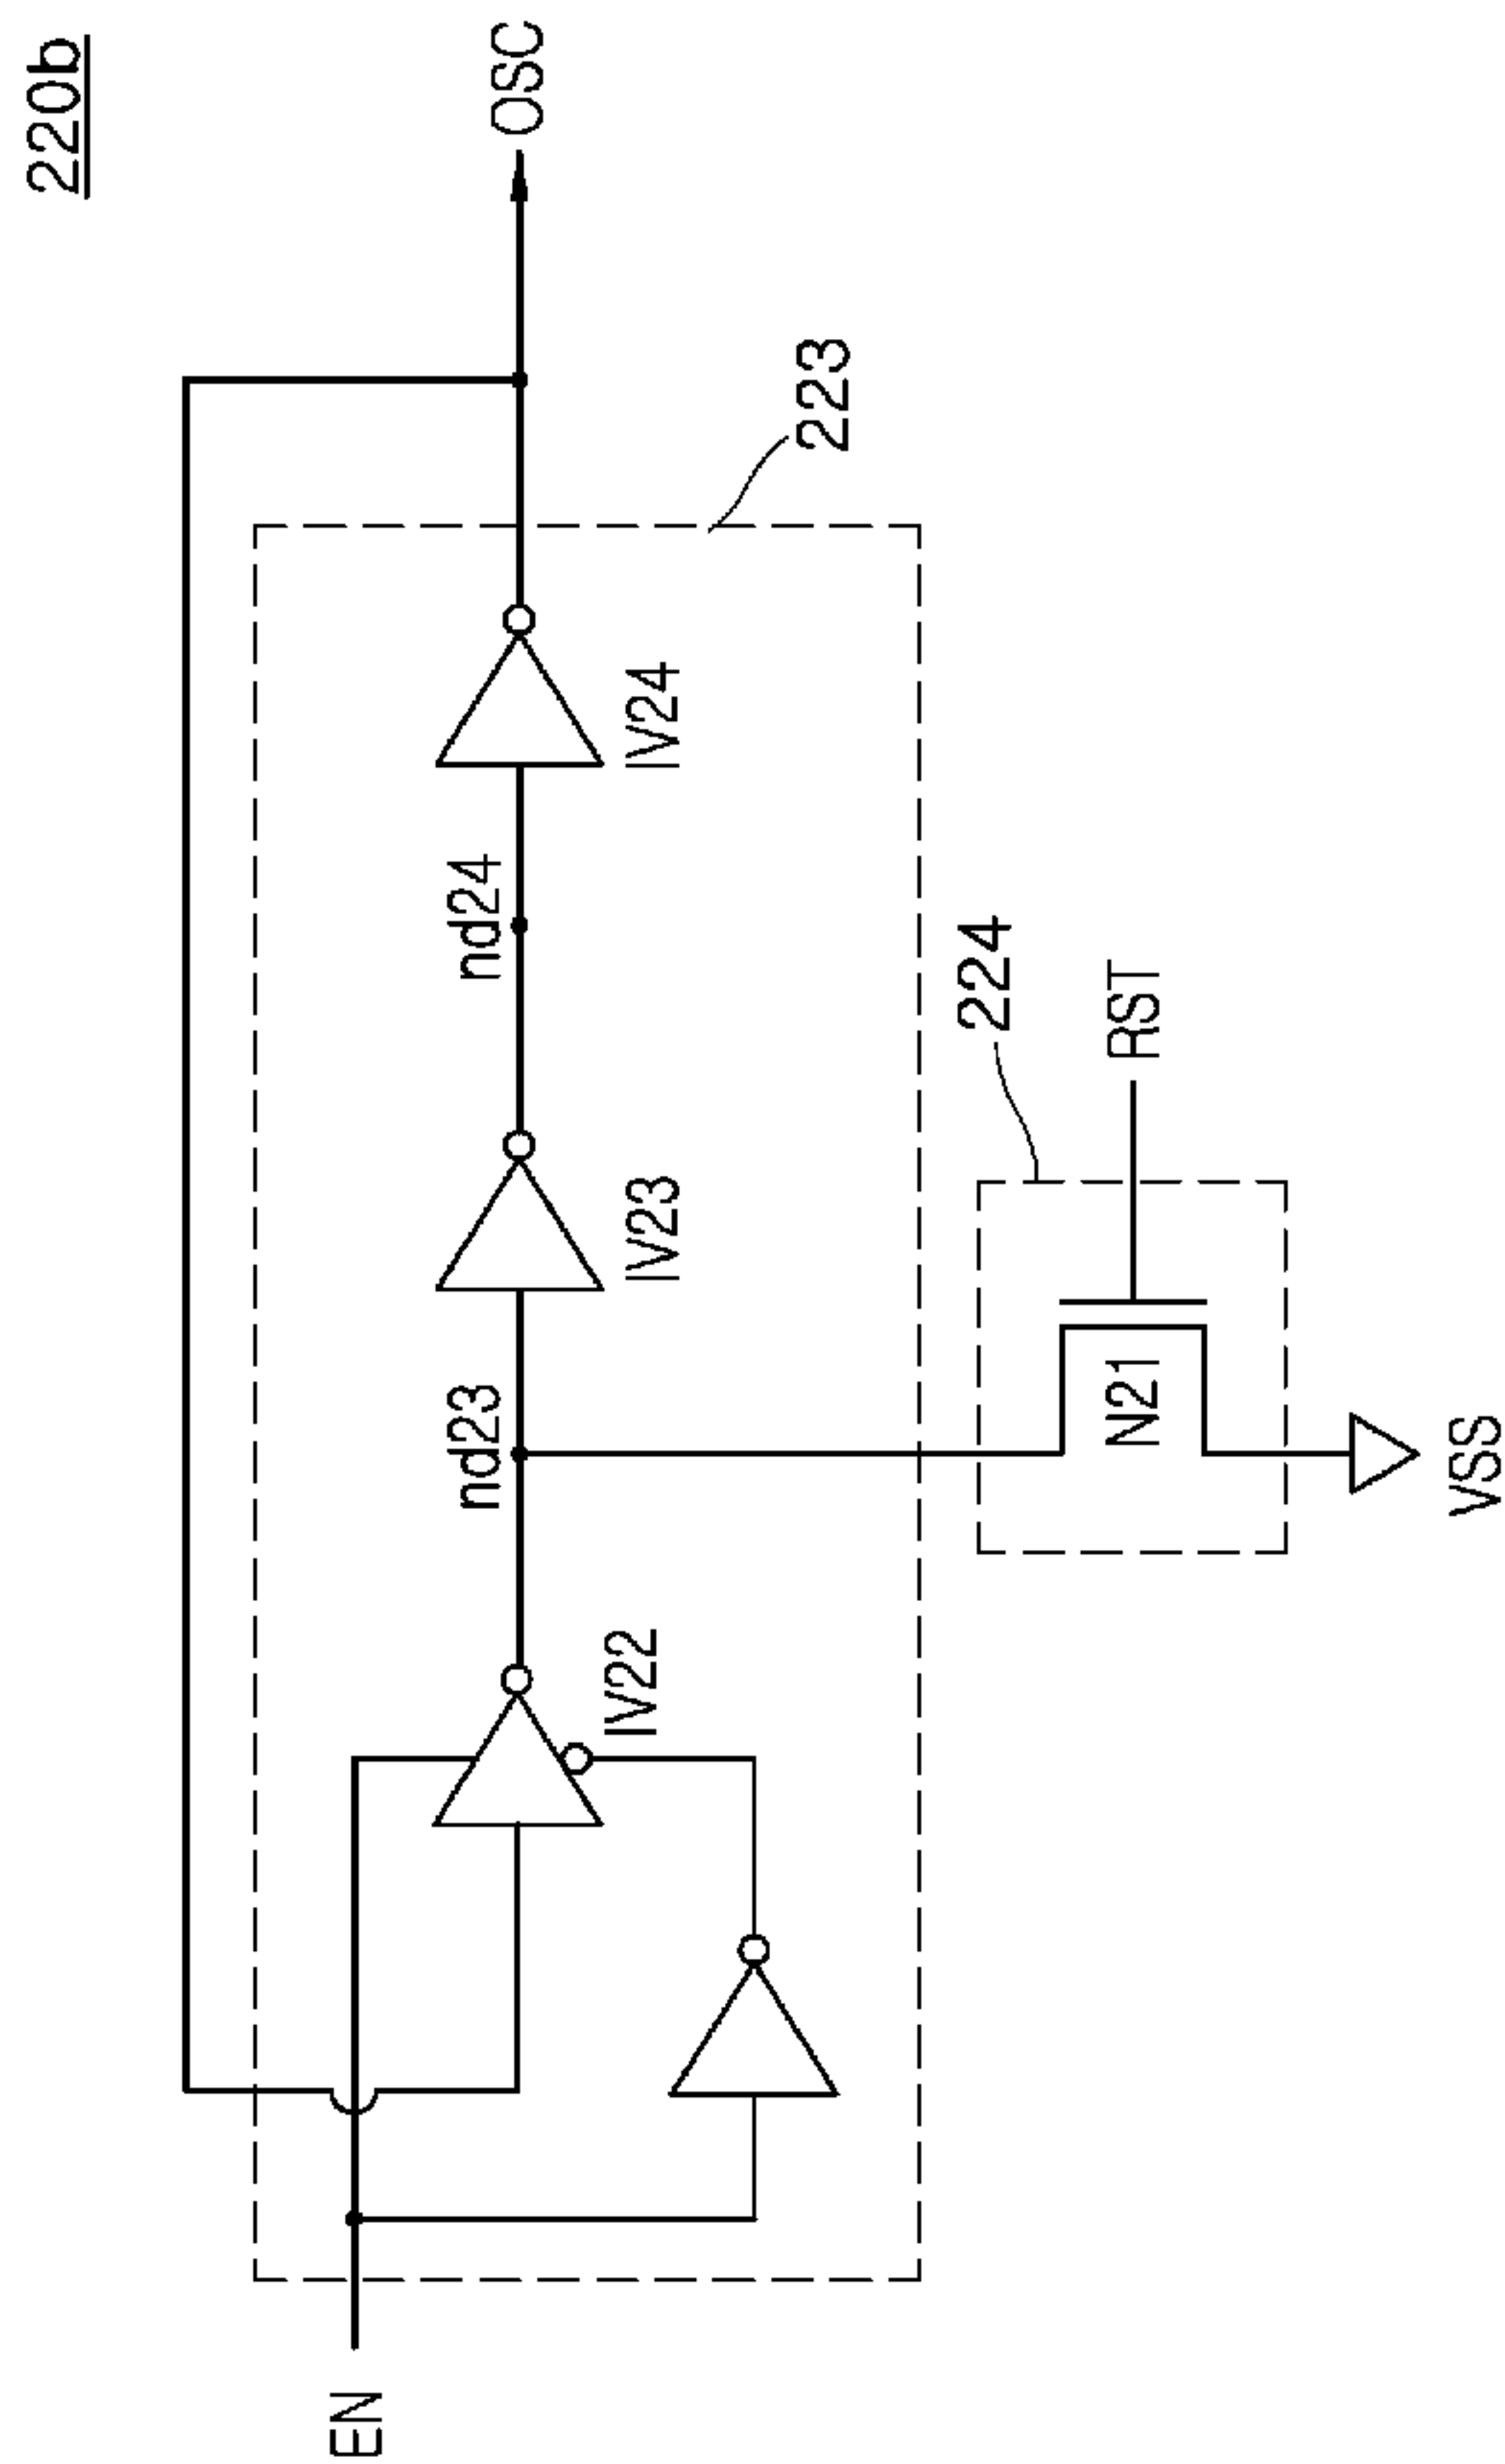 220b
EN
OSC
nd23
nd24
IV22
IV23
IV24
223
224
N21
RST
VSS